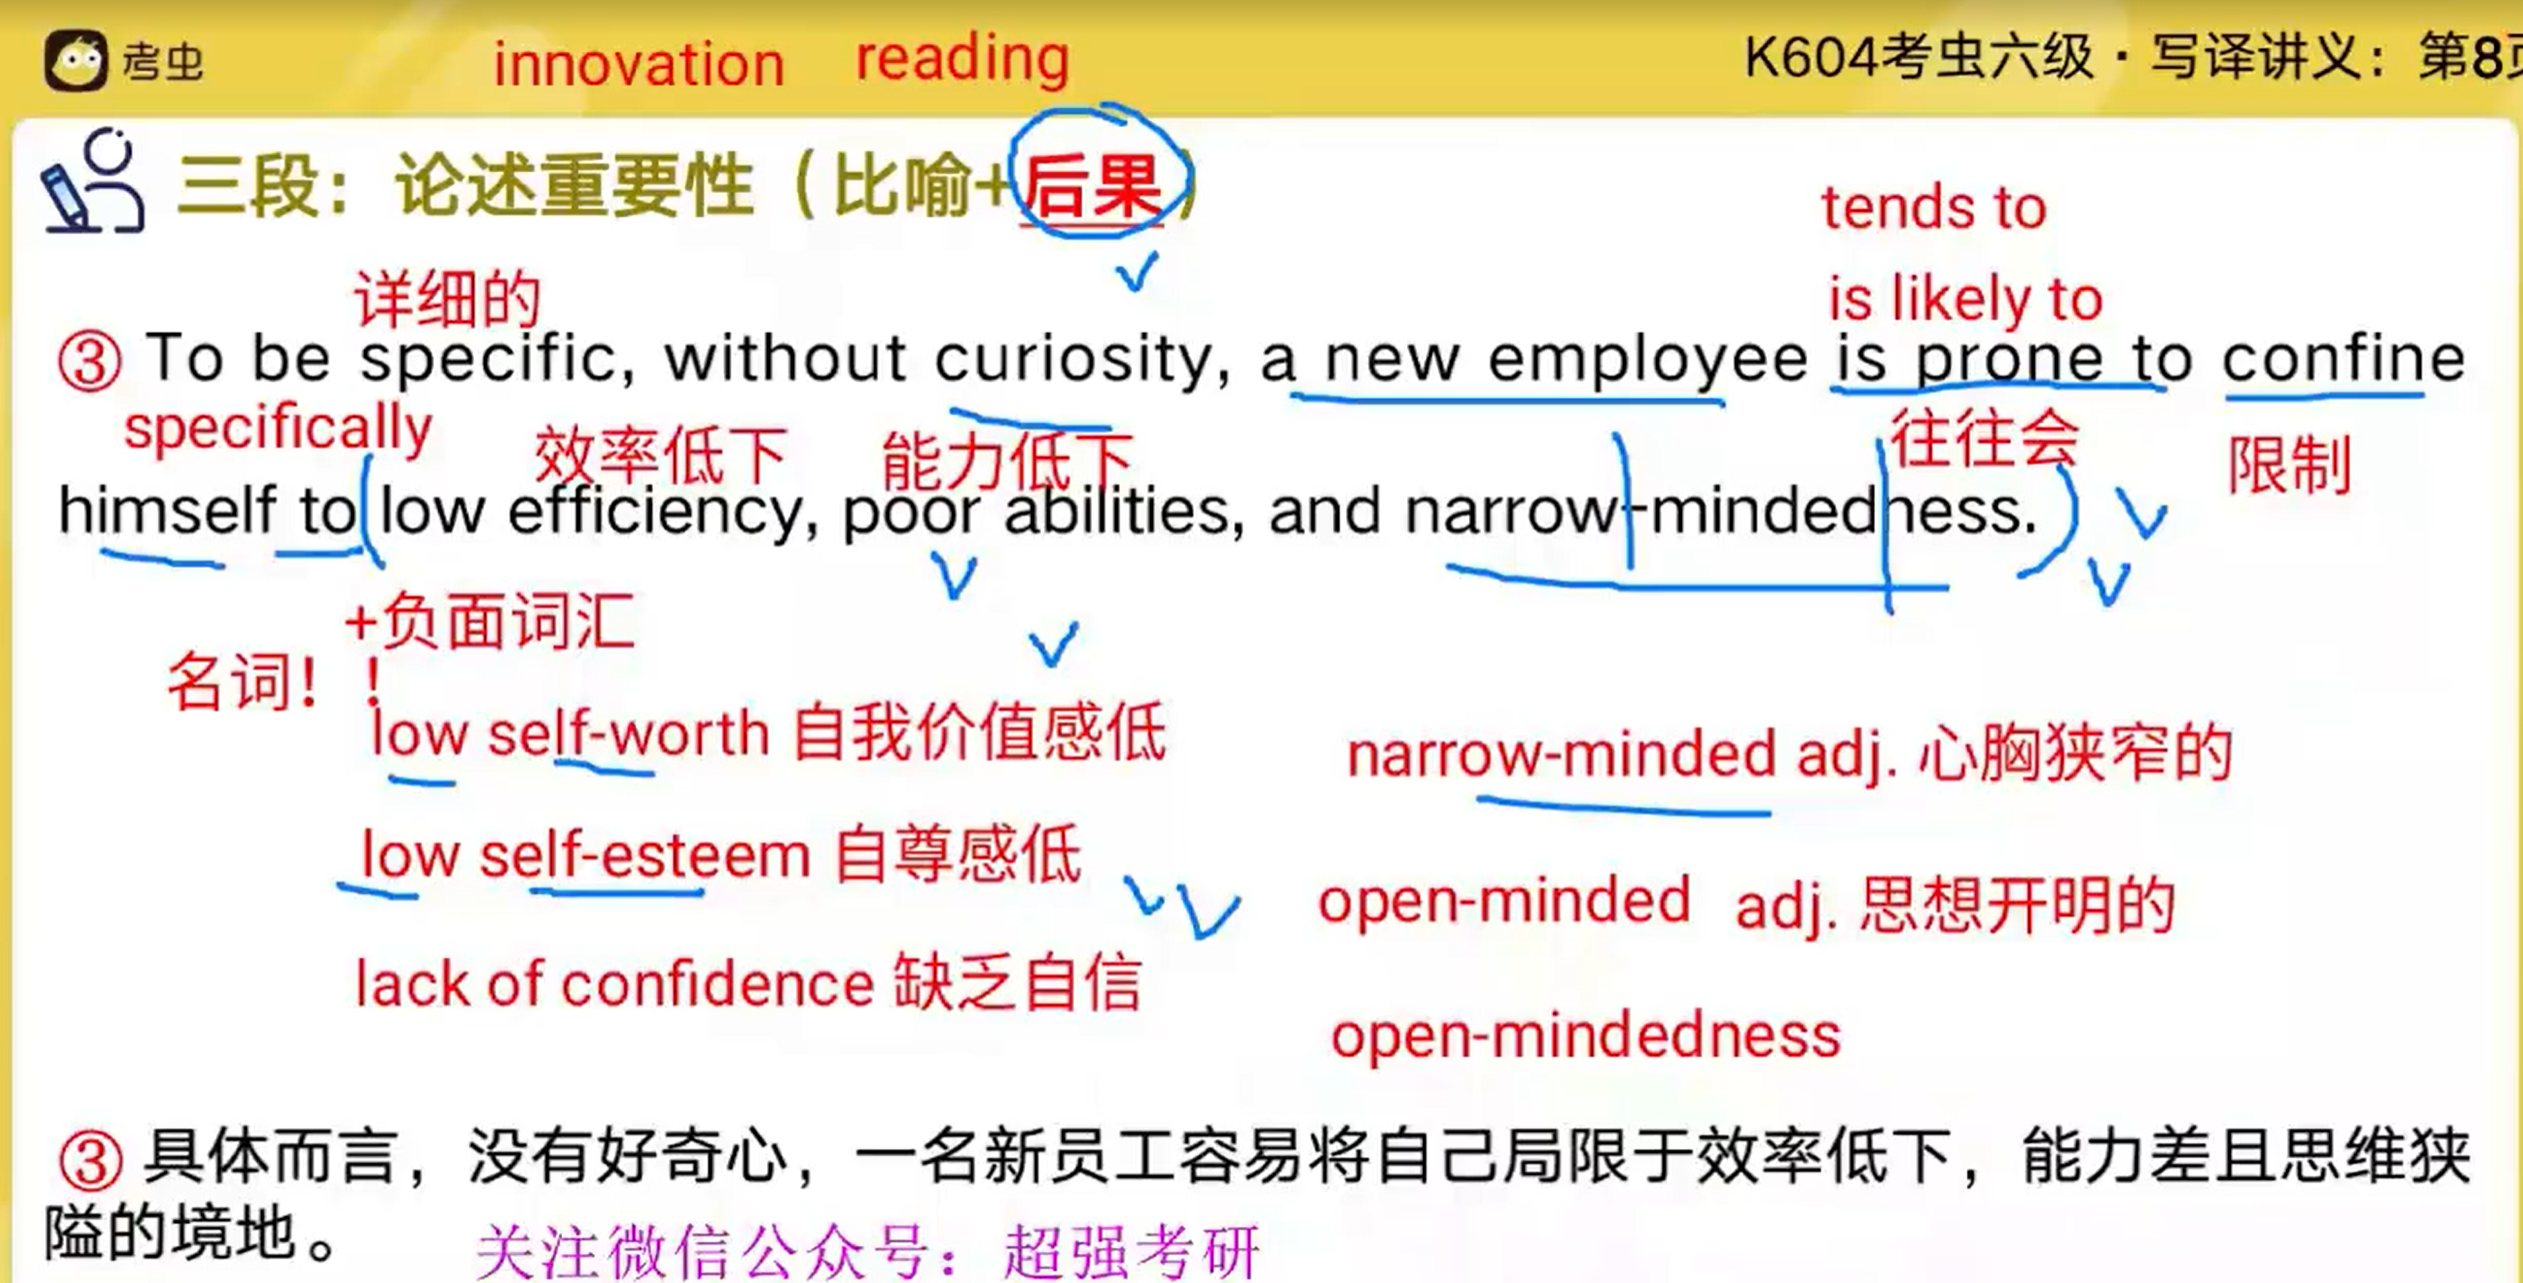 考虫
innovation reading
K604考虫六级·写译讲义：第8页
三段：论述重要性（比喻+后果）
tends to
详细的
is likely to
③ To be specific, without curiosity, a new employee is prone to confine
specifically 效率低下 能力低下 往往会 限制
himself to low efficiency, poor abilities, and narrow-mindedness.
+负面词汇
名词！！
low self-worth 自我价值感低
narrow-minded adj. 心胸狭窄的
low self-esteem 自尊感低
open-minded adj. 思想开明的
lack of confidence 缺乏自信
open-mindedness
③ 具体而言，没有好奇心，一名新员工容易将自己局限于效率低下，能力差且思维狭
隘的境地。
关注微信公众号：超强考研